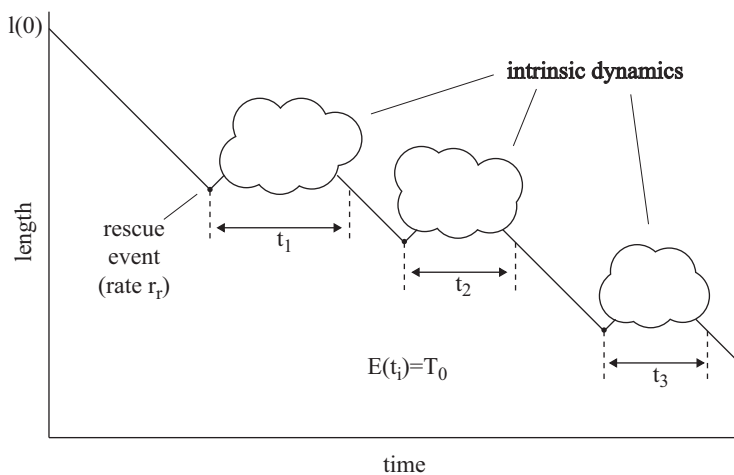 l(0)
intrinsic dynamics
length
rescue
event
(rate r_r)
t_1
t_2
t_3
E(t_i)=T_0
time